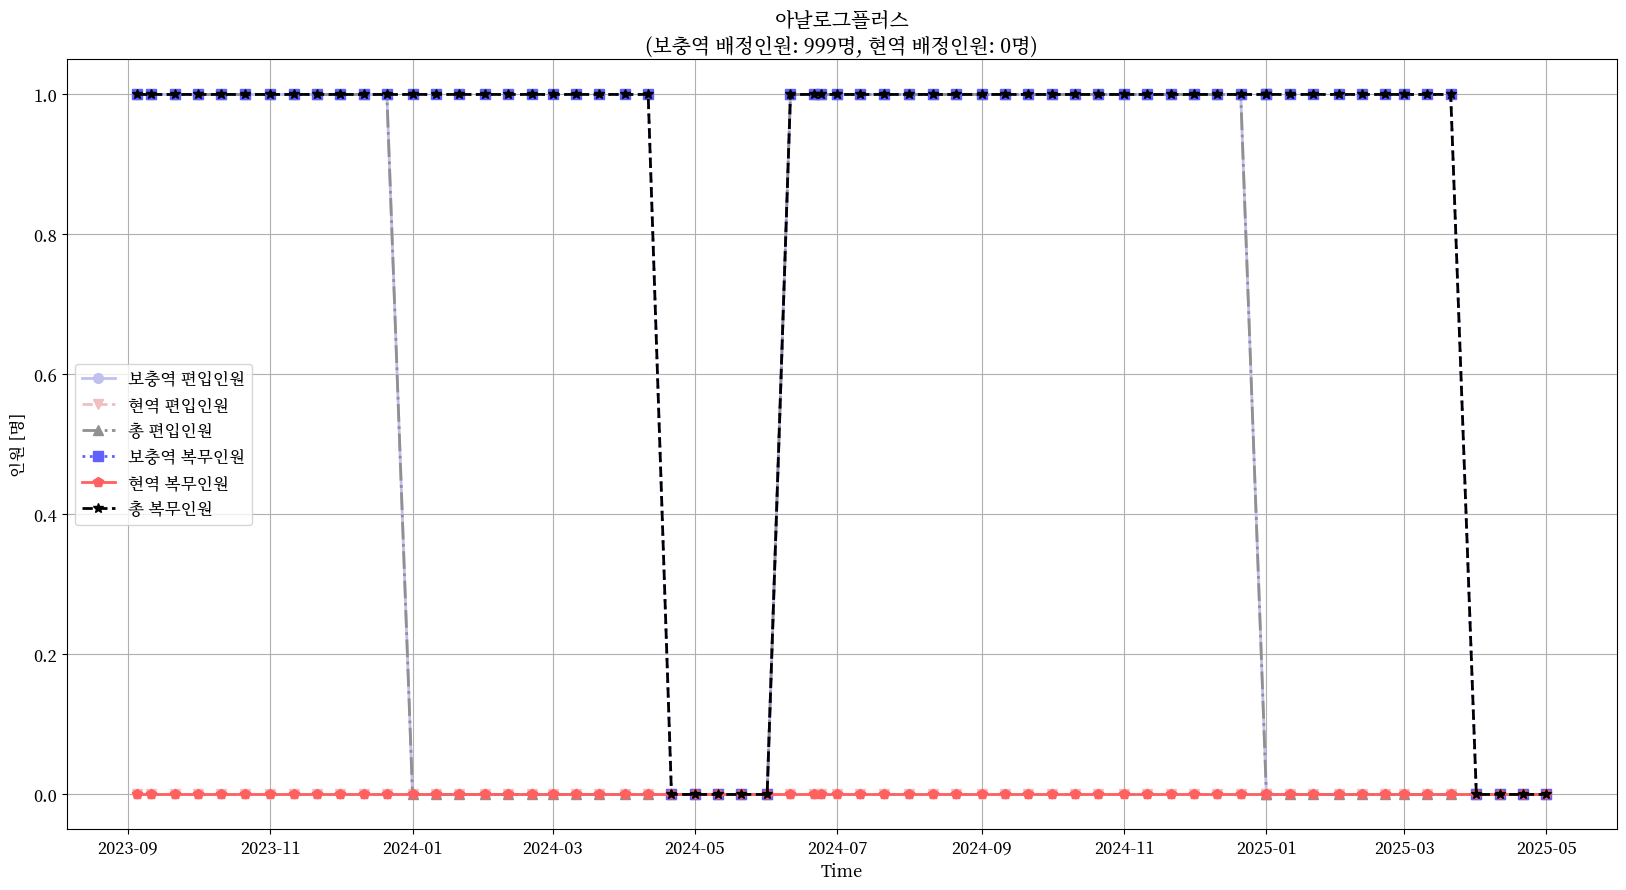 아날로그플러스
(보충역 배정인원: 999명, 현역 배정인원: 0명)
인원 [명]
1.0
0.8
0.6
0.4
0.2
0.0
보충역 편입인원
현역 편입인원
총 편입인원
보충역 복무인원
현역 복무인원
총 복무인원
2023-09 2023-11 2024-01 2024-03 2024-05 2024-07 2024-09 2024-11 2025-01 2025-03 2025-05
Time